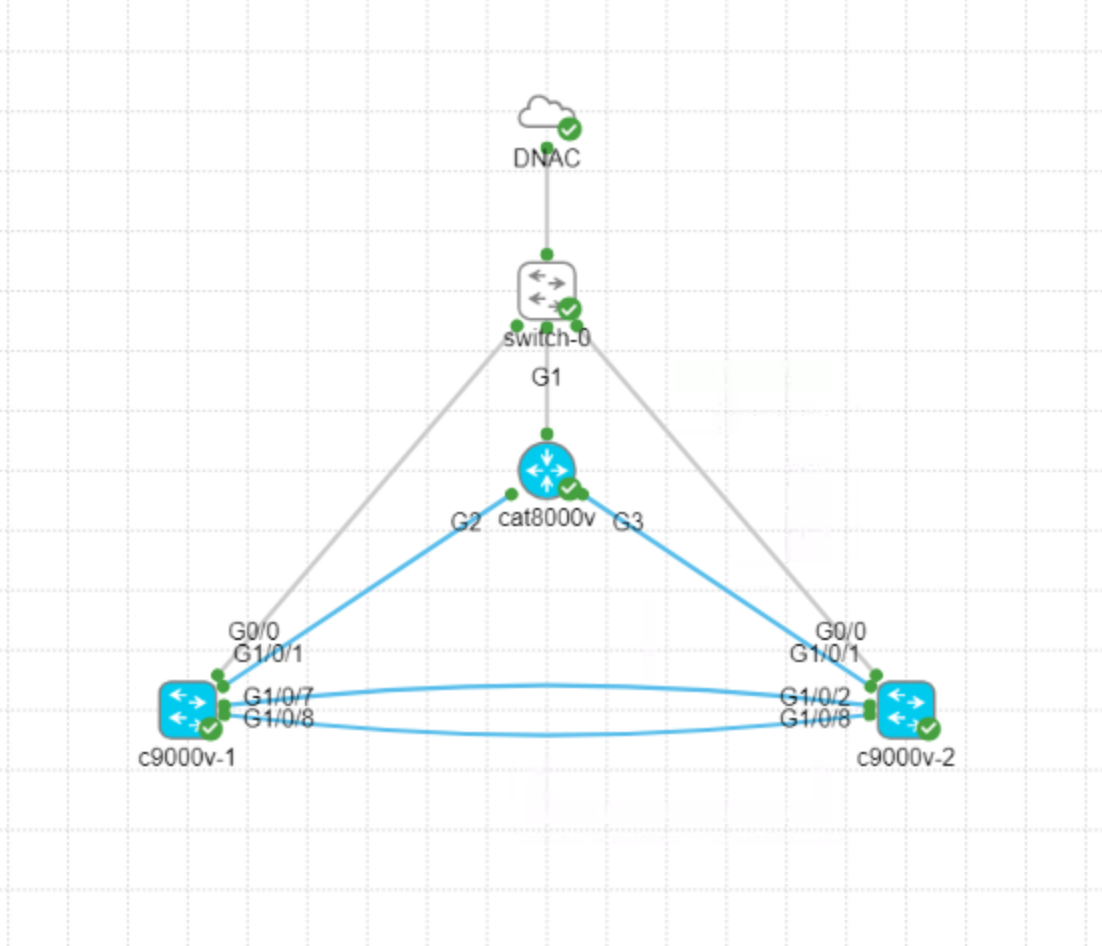 DNAC
switch-0
G1
G2 cat8000v G3
G0/0 G0/0
G1/0/1 G1/0/1
G1/0/7 G1/0/2
G1/0/8 G1/0/8
c9000v-1 c9000v-2